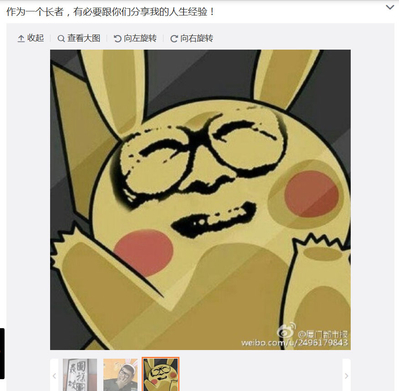 作为一个长者，有必要跟你们分享我的人生经验！
收起 查看大图 向左旋转 向右旋转
weibo.com/u/2496179843